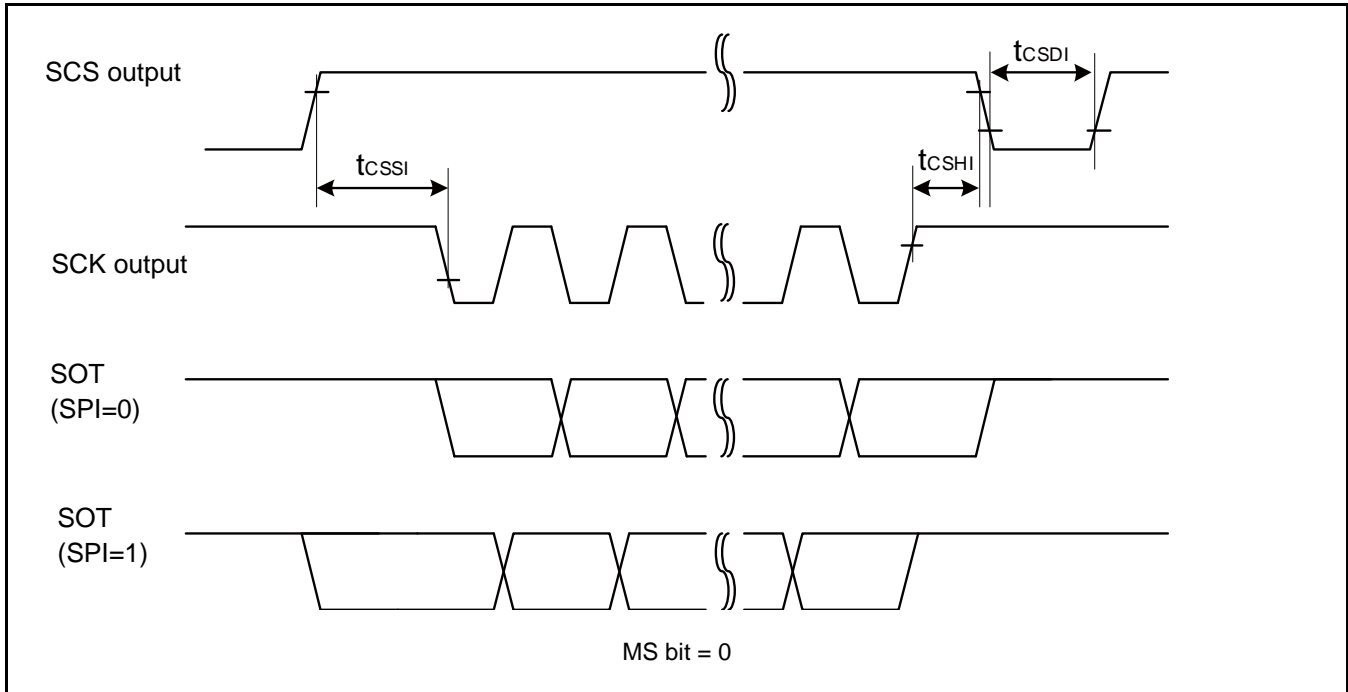 SCS output
tCSDI
tCSSI
tCSHI
SCK output
SOT
(SPI=0)
SOT
(SPI=1)
MS bit = 0